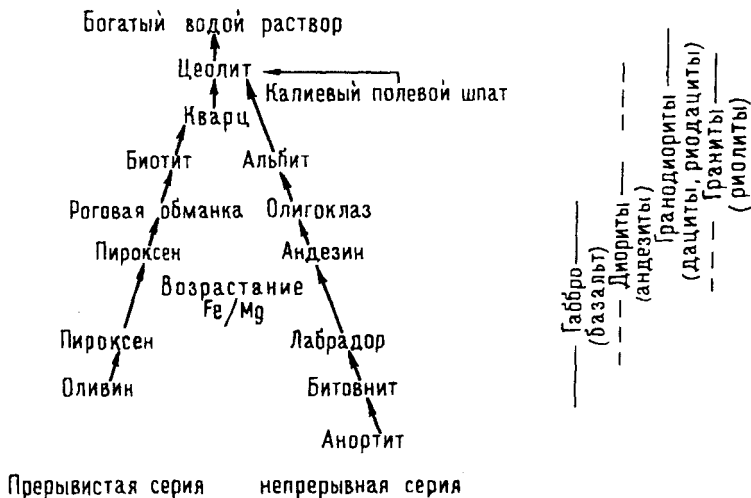 Богатый водой раствор
Цеолит
Калиевый полевой шпат
Кварц
Биотит
Альбит
Роговая обманка
Олигоклаз
Пироксен
Андезин
Возрастание
Fe/Mg
Пироксен
Лабрадор
Оливин
Битовнит
Анортит
Прерывистая серия
непрерывная серия
Габбро
(базальт)
Диориты
(андезиты)
Гранодиориты
(дациты, риодациты)
Граниты
(риолиты)